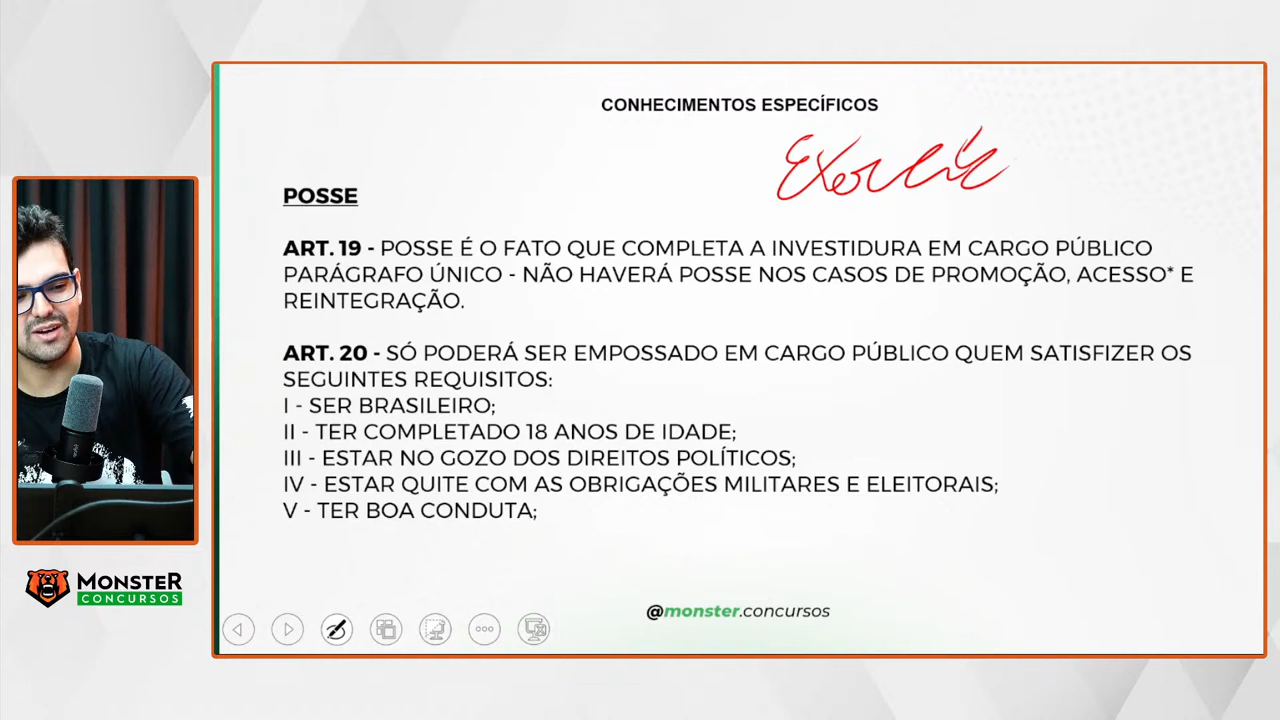 CONHECIMENTOS ESPECÍFICOS
POSSE
ART. 19 - POSSE É O FATO QUE COMPLETA A INVESTIDURA EM CARGO PÚBLICO
PARÁGRAFO ÚNICO - NÃO HAVERÁ POSSE NOS CASOS DE PROMOÇÃO, ACESSO* E
REINTEGRAÇÃO.
ART. 20 - SÓ PODERÁ SER EMPOSSADO EM CARGO PÚBLICO QUEM SATISFIZER OS
SEGUINTES REQUISITOS:
I - SER BRASILEIRO;
II - TER COMPLETADO 18 ANOS DE IDADE;
III - ESTAR NO GOZO DOS DIREITOS POLÍTICOS;
IV - ESTAR QUITE COM AS OBRIGAÇÕES MILITARES E ELEITORAIS;
V - TER BOA CONDUTA;
MONSTER
CONCURSOS
@monster.concursos